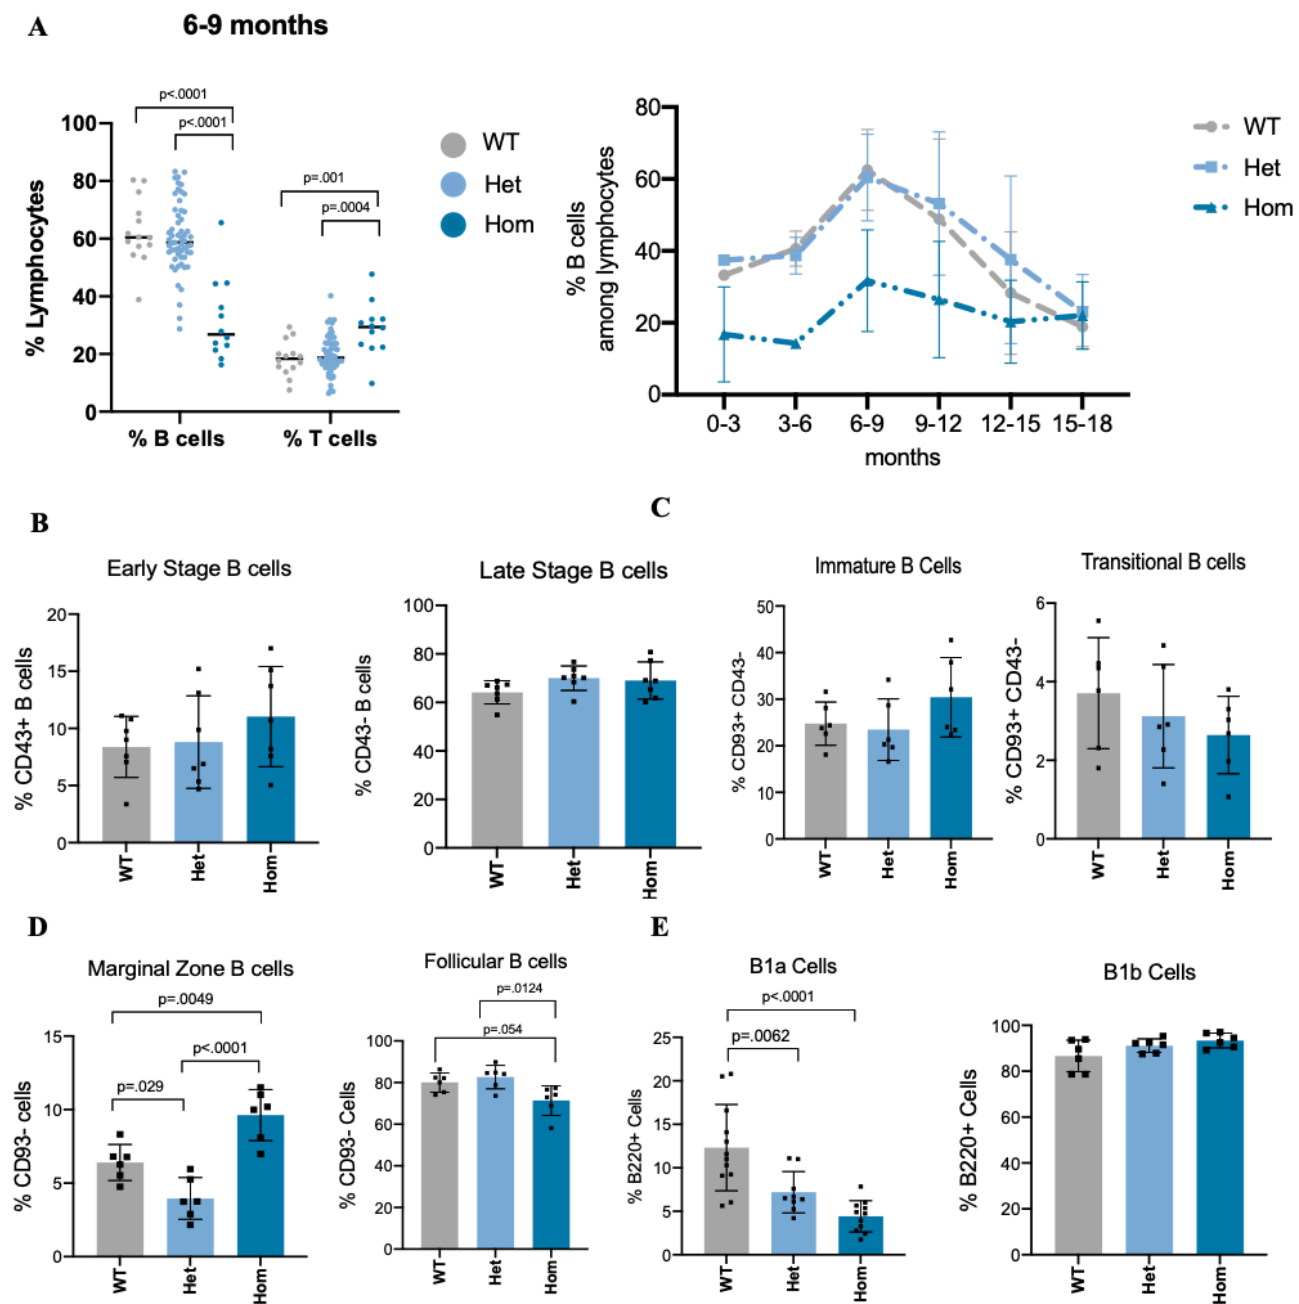 A
6-9 months
p<.0001
p<.0001
p=.001
p=.0004
100
80
60
40
20
0
% Lymphocytes
% B cells
% T cells
WT
Het
Hom
80
60
40
20
0
% B cells
among lymphocytes
0-3 3-6 6-9 9-12 12-15 15-18
months
WT
Het
Hom
B
Early Stage B cells
20
15
10
5
0
% CD43+ B cells
WT
Het
Hom
Late Stage B cells
100
80
60
40
20
0
% CD43- B cells
WT
Het
Hom
C
Immature B Cells
50
40
30
20
10
0
% CD93+ CD43-
WT
Het
Hom
Transitional B cells
6
4
2
0
% CD93+ CD43-
WT
Het
Hom
D
Marginal Zone B cells
p=.0049
p<.0001
p=.029
15
10
5
0
% CD93- Cells
WT
Het
Hom
Follicular B cells
p=.0124
p=.054
100
80
60
40
20
0
% CD93- Cells
WT
Het
Hom
E
B1a Cells
p<.0001
p=.0062
25
20
15
10
5
0
% B220+ Cells
WT
Het
Hom
B1b Cells
100
80
60
40
20
0
% B220+ Cells
WT
Het
Hom